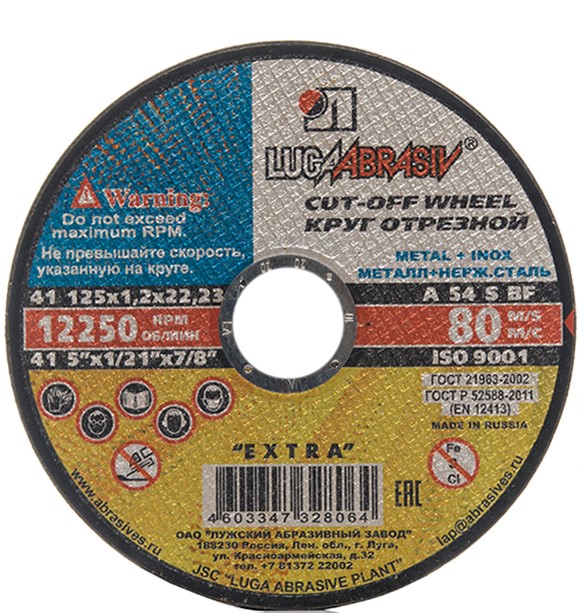 LUGAABRASIV®
CUT-OFF WHEEL
КРУГ ОТРЕЗНОЙ
Warning:
Do not exceed
maximum RPM.
Не превышайте скорость,
указанную на круге.
METAL + INOX
МЕТАЛЛ+НЕРЖ.СТАЛЬ
41 125x1,2x22,23
A 54 S BF
12250 RPM
ОБ/МИН
80 M/S
М/С
41 5"x1/21"x7/8"
ISO 9001
ГОСТ 21963-2002
ГОСТ Р 52588-2011
(EN 12413)
MADE IN RUSSIA
Fe
S
Cl
"EXTRA"
4 603347 328064
EAC
www.abrasives.ru
lap@abrasives.ru
ОАО "ЛУЖСКИЙ АБРАЗИВНЫЙ ЗАВОД"
188230 Россия, Лен. обл., г. Луга,
ул. Красноармейская, д.32
тел. +7 81372 22002
JSC "LUGA ABRASIVE PLANT"